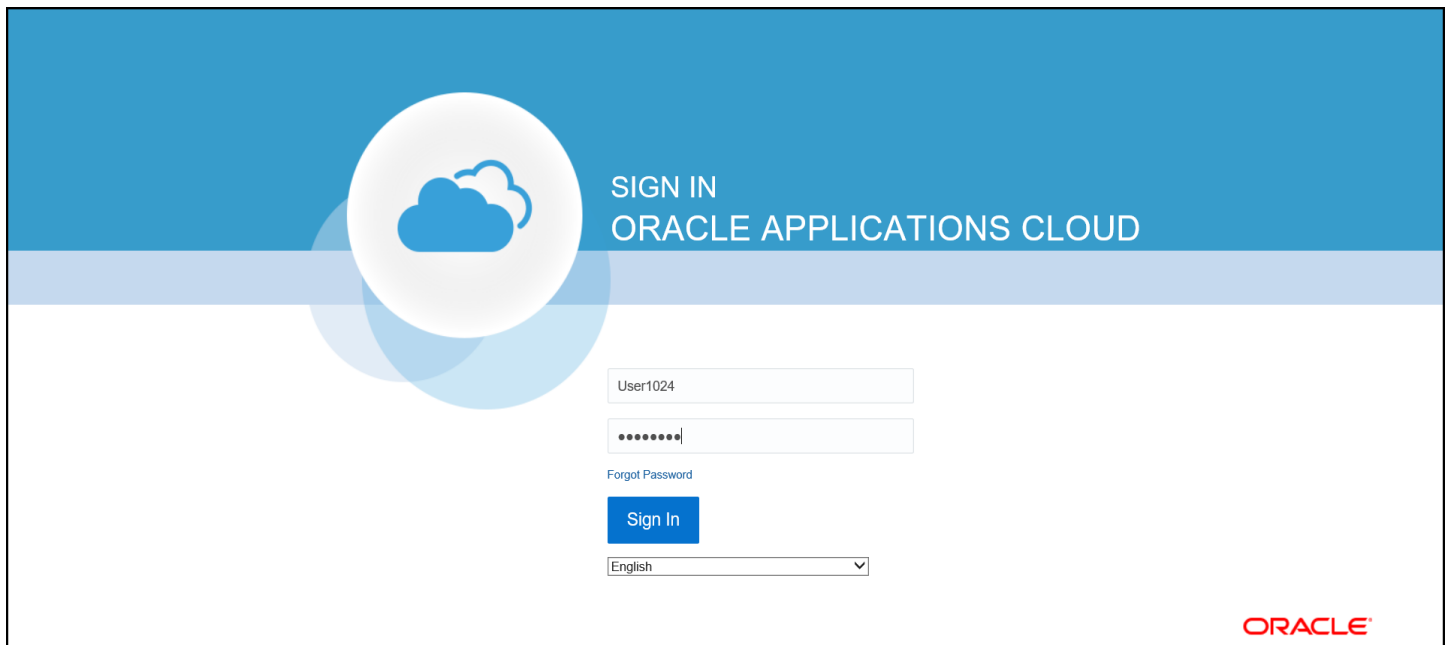 SIGN IN
ORACLE APPLICATIONS CLOUD
User1024
••••••••
Forgot Password
Sign In
English
ORACLE